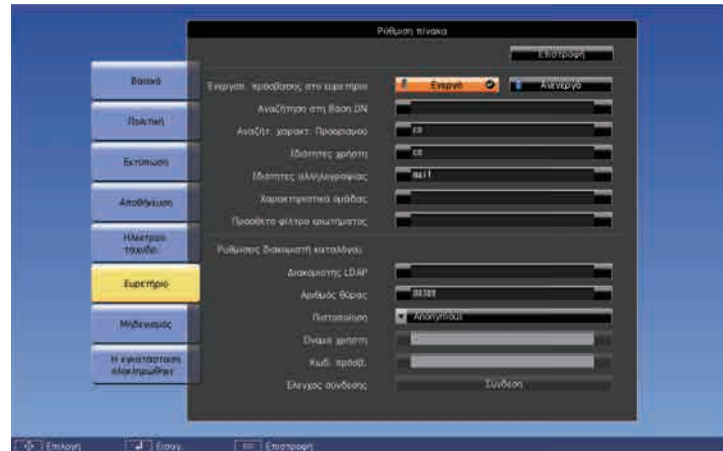 Ρύθμιση πίνακα
Επιστροφή
Βασικό
Πολιτική
Εκτύπωση
Αποθήκευση
Ηλεκτρον.
ταχυδρ.
Ευρετήριο
Μηδενισμός
Η εγκατάσταση
ολοκληρώθηκε
Ενεργοπ. πρόσβασης στο ευρετήριο
Ενεργό
Ανενεργό
Αναζήτηση στη Βάση DN
Αναζήτ. χαρακτ. Προορισμού
cn
Ιδιότητες χρήστη
cn
Ιδιότητες αλληλογραφίας
mail
Χαρακτηριστικά ομάδας
Πρόσθετο φίλτρο ερωτήματος
Ρυθμίσεις διακομιστή καταλόγου
Διακομιστής LDAP
Αριθμός θύρας
00389
Πιστοποίηση
Anonymous
Όνομα χρήστη
Κωδ. πρόσβ.
Έλεγχος σύνδεσης
Σύνδεση
Επιλογή
Εισαγ.
Επιστροφή